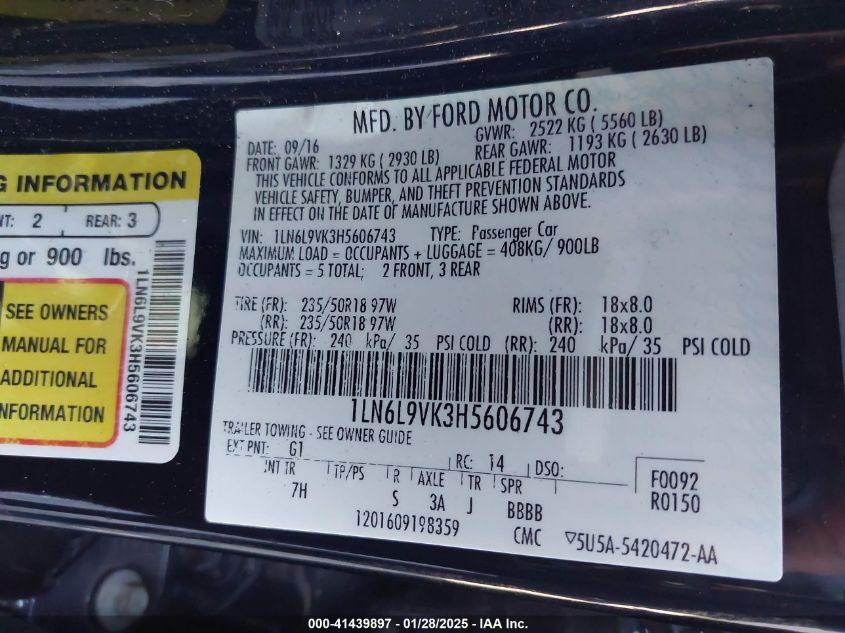 G INFORMATION
NT: 2 REAR: 3
g or 900 lbs.
SEE OWNERS
MANUAL FOR
ADDITIONAL
INFORMATION
1LN6L9VK3H5606743
MFD. BY FORD MOTOR CO.
DATE: 09/16 GVWR: 2522 KG ( 5560 LB)
FRONT GAWR: 1329 KG ( 2930 LB) REAR GAWR: 1193 KG ( 2630 LB)
THIS VEHICLE CONFORMS TO ALL APPLICABLE FEDERAL MOTOR
VEHICLE SAFETY, BUMPER, AND THEFT PREVENTION STANDARDS
IN EFFECT ON THE DATE OF MANUFACTURE SHOWN ABOVE.
VIN: 1LN6L9VK3H5606743 TYPE: Passenger Car
MAXIMUM LOAD = OCCUPANTS + LUGGAGE = 408KG/ 900LB
OCCUPANTS = 5 TOTAL; 2 FRONT, 3 REAR
TIRE (FR): 235/50R18 97W RIMS (FR): 18x8.0
(RR): 235/50R18 97W (RR): 18x8.0
PRESSURE (FR): 240 kPa/ 35 PSI COLD (RR): 240 kPa/ 35 PSI COLD
1LN6L9VK3H5606743
TRAILER TOWING - SEE OWNER GUIDE
EXT PNT: G1 RC: 14 DSO:
INT TR TP/PS R AXLE TR SPR
7H S 3A J BBBB
F0092
R0150
1201609198359 CMC ▽5U5A-5420472-AA
000-41439897 - 01/28/2025 - IAA Inc.